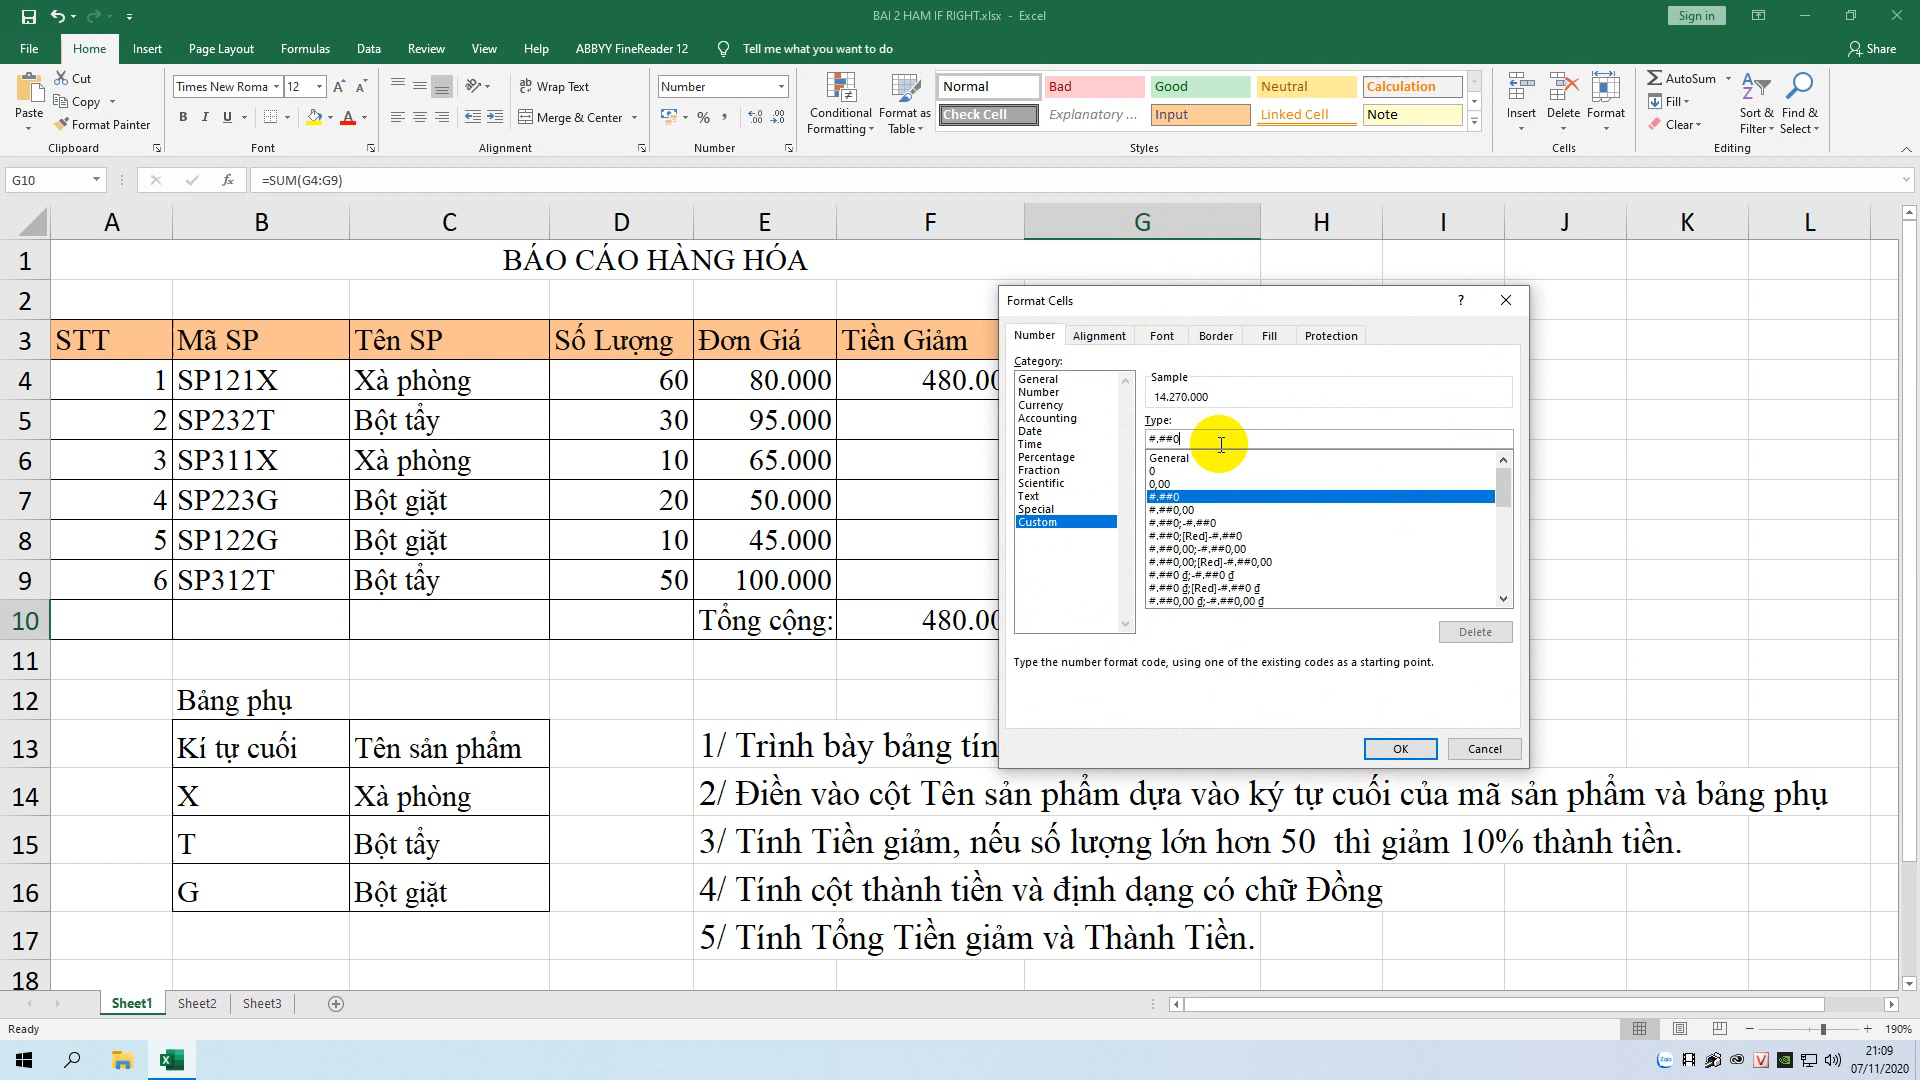 BAI 2 HAM IF RIGHT.xlsx - Excel
Sign in
File Home Insert Page Layout Formulas Data Review View Help ABBYY FineReader 12 Tell me what you want to do Share
Paste
Cut
Copy
Format Painter
Clipboard
Times New Roma 12
B I U
Font
Wrap Text
Merge & Center
Alignment
Number
%
Number
Conditional Formatting
Format as Table
Normal Bad Good Neutral Calculation
Check Cell Explanatory ... Input Linked Cell Note
Styles
Insert Delete Format
Cells
AutoSum
Fill
Clear
Sort & Filter
Find & Select
Editing
G10 fx =SUM(G4:G9)
A B C D E F G H I J K L
1 BÁO CÁO HÀNG HÓA
2
3 STT Mã SP Tên SP Số Lượng Đơn Giá Tiền Giảm
4 1 SP121X Xà phòng 60 80.000 480.00
5 2 SP232T Bột tẩy 30 95.000
6 3 SP311X Xà phòng 10 65.000
7 4 SP223G Bột giặt 20 50.000
8 5 SP122G Bột giặt 10 45.000
9 6 SP312T Bột tẩy 50 100.000
10 Tổng cộng: 480.00
11
12 Bảng phụ
13 Kí tự cuối Tên sản phẩm 1/ Trình bày bảng tín
14 X Xà phòng 2/ Điền vào cột Tên sản phẩm dựa vào ký tự cuối của mã sản phẩm và bảng phụ
15 T Bột tẩy 3/ Tính Tiền giảm, nếu số lượng lớn hơn 50 thì giảm 10% thành tiền.
16 G Bột giặt 4/ Tính cột thành tiền và định dạng có chữ Đồng
17 5/ Tính Tổng Tiền giảm và Thành Tiền.
18
Format Cells
Number Alignment Font Border Fill Protection
Category:
General
Number
Currency
Accounting
Date
Time
Percentage
Fraction
Scientific
Text
Special
Custom
Sample
14.270.000
Type:
#.##0
General
0
0,00
#.##0
#.##0,00
#.##0;-#.##0
#.##0;[Red]-#.##0
#.##0,00;-#.##0,00
#.##0,00;[Red]-#.##0,00
#.##0 ₫;-#.##0 ₫
#.##0 ₫;[Red]-#.##0 ₫
#.##0,00 ₫;-#.##0,00 ₫
Delete
Type the number format code, using one of the existing codes as a starting point.
OK Cancel
Sheet1 Sheet2 Sheet3
Ready 190%
Zalo
21:09
07/11/2020